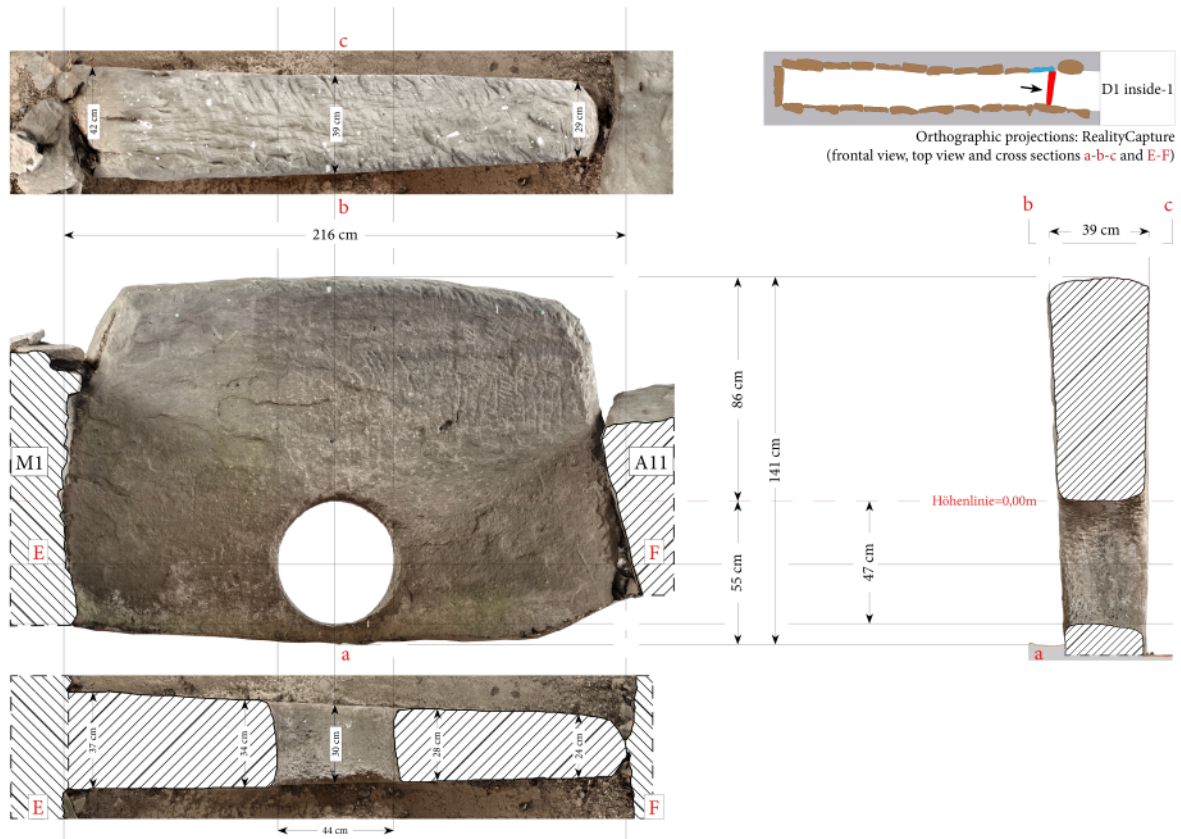 c
42 cm
39 cm
29 cm
b
D1 inside-1
Orthographic projections: RealityCapture
(frontal view, top view and cross sections a-b-c and E-F)
216 cm
b
c
39 cm
86 cm
141 cm
M1
A11
Höhenlinie=0,00m
E
F
55 cm
47 cm
a
a
37 cm
34 cm
30 cm
28 cm
24 cm
E
F
44 cm